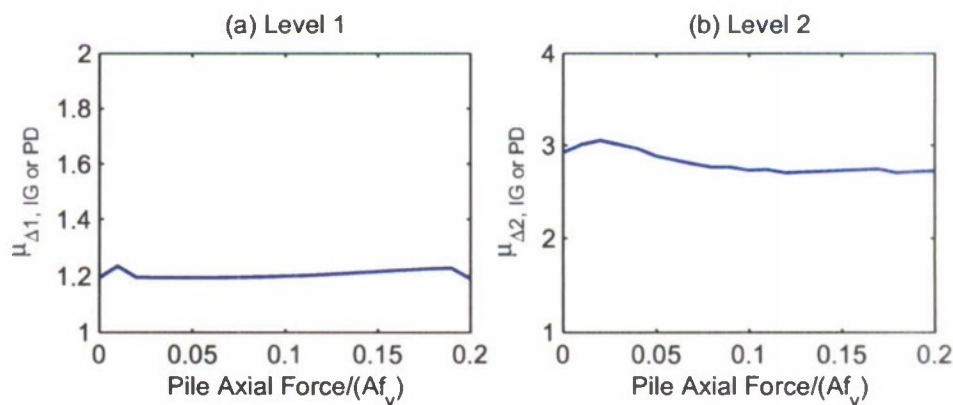 (a) Level 1
2
1.8
1.6
1.4
1.2
1
μΔ1, IG or PD
0 0.05 0.1 0.15 0.2
Pile Axial Force/(Afy)
(b) Level 2
4
3
2
1
μΔ2, IG or PD
0 0.05 0.1 0.15 0.2
Pile Axial Force/(Afy)